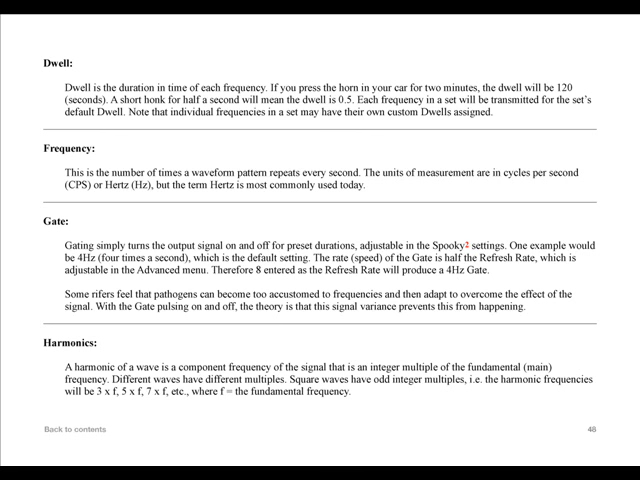 Dwell:
Dwell is the duration in time of each frequency. If you press the horn in your car for two minutes, the dwell will be 120
(seconds). A short honk for half a second will mean the dwell is 0.5. Each frequency in a set will be transmitted for the set's
default Dwell. Note that individual frequencies in a set may have their own custom Dwells assigned.
Frequency:
This is the number of times a waveform pattern repeats every second. The units of measurement are in cycles per second
(CPS) or Hertz (Hz), but the term Hertz is most commonly used today.
Gate:
Gating simply turns the output signal on and off for preset durations, adjustable in the Spooky2 settings. One example would
be 4Hz (four times a second), which is the default setting. The rate (speed) of the Gate is half the Refresh Rate, which is
adjustable in the Advanced menu. Therefore 8 entered as the Refresh Rate will produce a 4Hz Gate.
Some rifers feel that pathogens can become too accustomed to frequencies and then adapt to overcome the effect of the
signal. With the Gate pulsing on and off, the theory is that this signal variance prevents this from happening.
Harmonics:
A harmonic of a wave is a component frequency of the signal that is an integer multiple of the fundamental (main)
frequency. Different waves have different multiples. Square waves have odd integer multiples, i.e. the harmonic frequencies
will be 3 x f, 5 x f, 7 x f, etc., where f = the fundamental frequency.
Back to contents 48